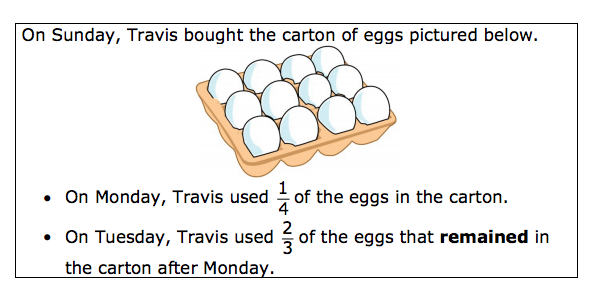 On Sunday, Travis bought the carton of eggs pictured below.
• On Monday, Travis used 1/4 of the eggs in the carton.
• On Tuesday, Travis used 2/3 of the eggs that remained in
the carton after Monday.